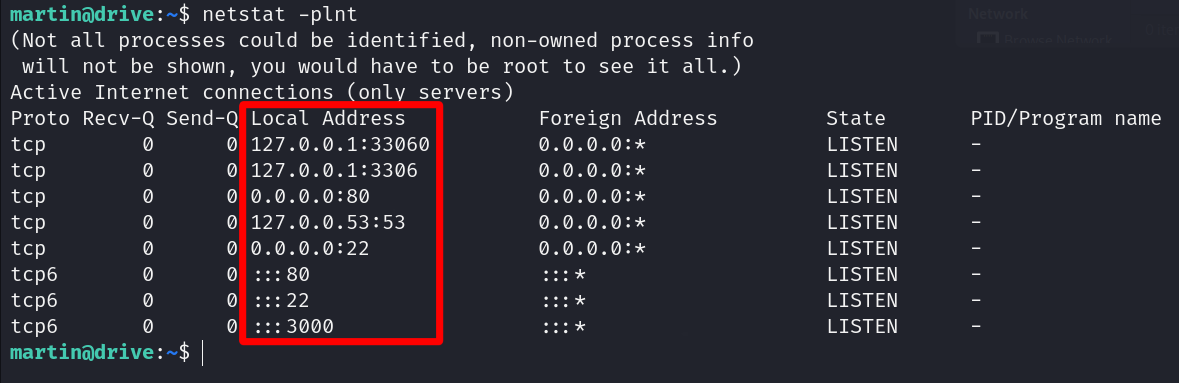 martin@drive:~$ netstat -plnt
(Not all processes could be identified, non-owned process info
 will not be shown, you would have to be root to see it all.)
Active Internet connections (only servers)
Proto Recv-Q Send-Q Local Address           Foreign Address         State       PID/Program name
tcp        0      0 127.0.0.1:33060         0.0.0.0:*               LISTEN      -
tcp        0      0 127.0.0.1:3306          0.0.0.0:*               LISTEN      -
tcp        0      0 0.0.0.0:80              0.0.0.0:*               LISTEN      -
tcp        0      0 127.0.0.53:53           0.0.0.0:*               LISTEN      -
tcp        0      0 0.0.0.0:22              0.0.0.0:*               LISTEN      -
tcp6       0      0 :::80                   :::*                    LISTEN      -
tcp6       0      0 :::22                   :::*                    LISTEN      -
tcp6       0      0 :::3000                 :::*                    LISTEN      -
martin@drive:~$
Network
Browse Network